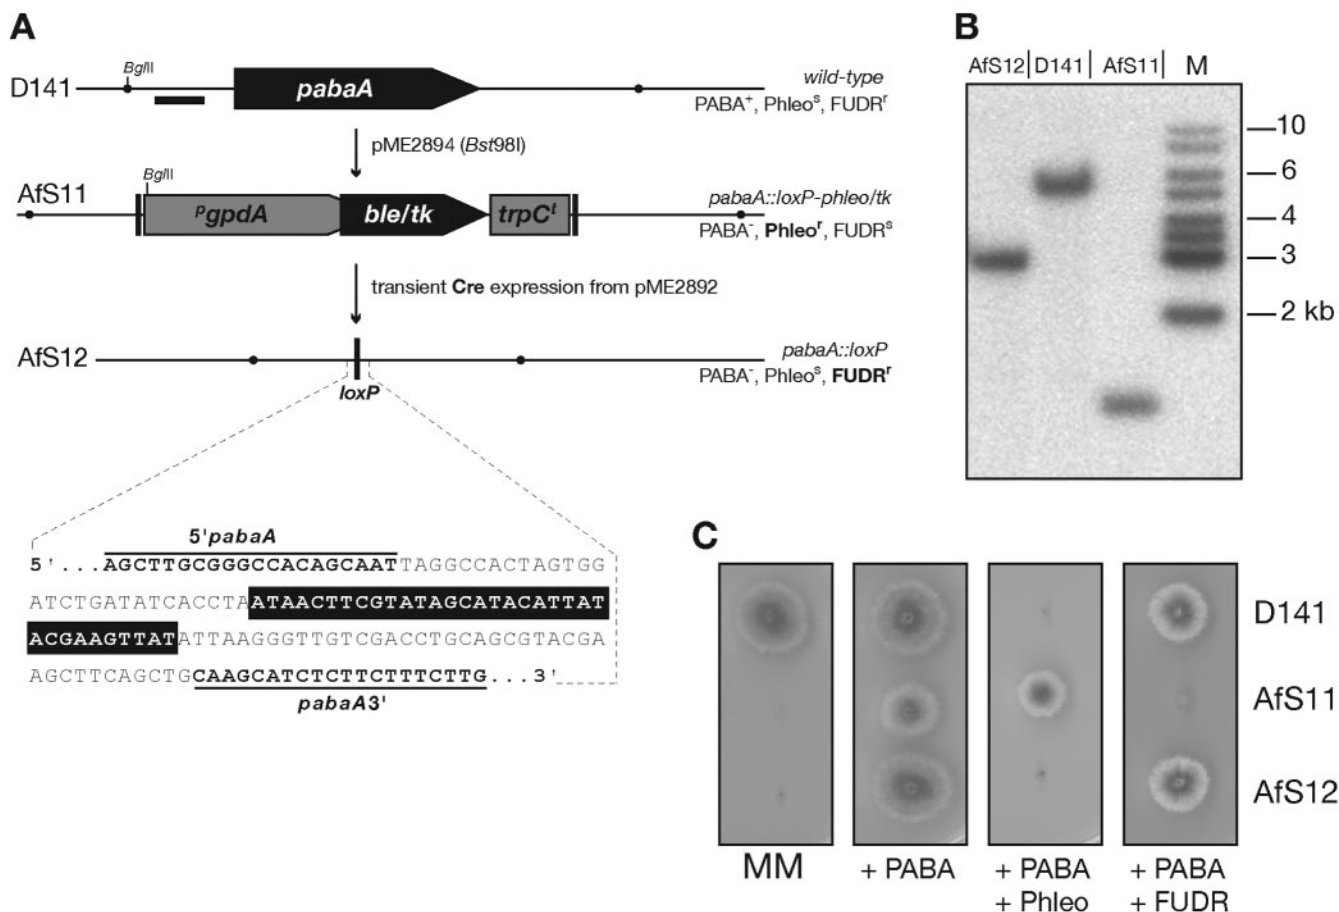 A
D141
BglII
pabaA
wild-type
PABA⁺, Phleoˢ, FUDRʳ
pME2894 (Bst98I)
AfS11
BglII
ᵖgpdA
ble/tk
trpCᵗ
pabaA::loxP-phleo/tk
PABA⁻, Phleoʳ, FUDRˢ
transient Cre expression from pME2892
AfS12
pabaA::loxP
PABA⁻, Phleoˢ, FUDRʳ
loxP
5'pabaA
5'...AGCTTGCGGGCCACAGCAATTAGGCCACTAGTGG
ATCTGATATCACCTAATAACTTCGTATAGCATACATTAT
ACGAAGTTATATTAAGGGTTGTCGACCTGCAGCGTACGA
AGCTTCAGCTGCAAGCATCTCTTCTTTCTTG...3'
pabaA3'
B
AfS12|D141|AfS11|M
10
6
4
3
2 kb
C
D141
AfS11
AfS12
MM
+ PABA
+ PABA
+ Phleo
+ PABA
+ FUDR